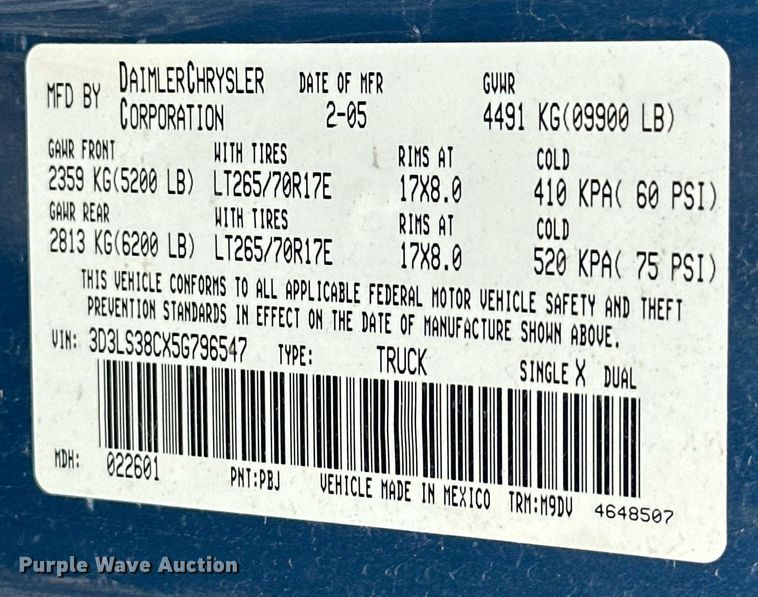 MFD BY DAIMLERCHRYSLER CORPORATION DATE OF MFR 2-05 GVWR 4491 KG(09900 LB)
GAWR FRONT WITH TIRES RIMS AT COLD
2359 KG(5200 LB) LT265/70R17E 17X8.0 410 KPA( 60 PSI)
GAWR REAR WITH TIRES RIMS AT COLD
2813 KG(6200 LB) LT265/70R17E 17X8.0 520 KPA( 75 PSI)
THIS VEHICLE CONFORMS TO ALL APPLICABLE FEDERAL MOTOR VEHICLE SAFETY AND THEFT
PREVENTION STANDARDS IN EFFECT ON THE DATE OF MANUFACTURE SHOWN ABOVE.
VIN: 3D3LS38CX5G796547 TYPE: TRUCK SINGLE X DUAL
MDH: 022601 PNT:PBJ VEHICLE MADE IN MEXICO TRM:M9DV 4648507
Purple Wave Auction